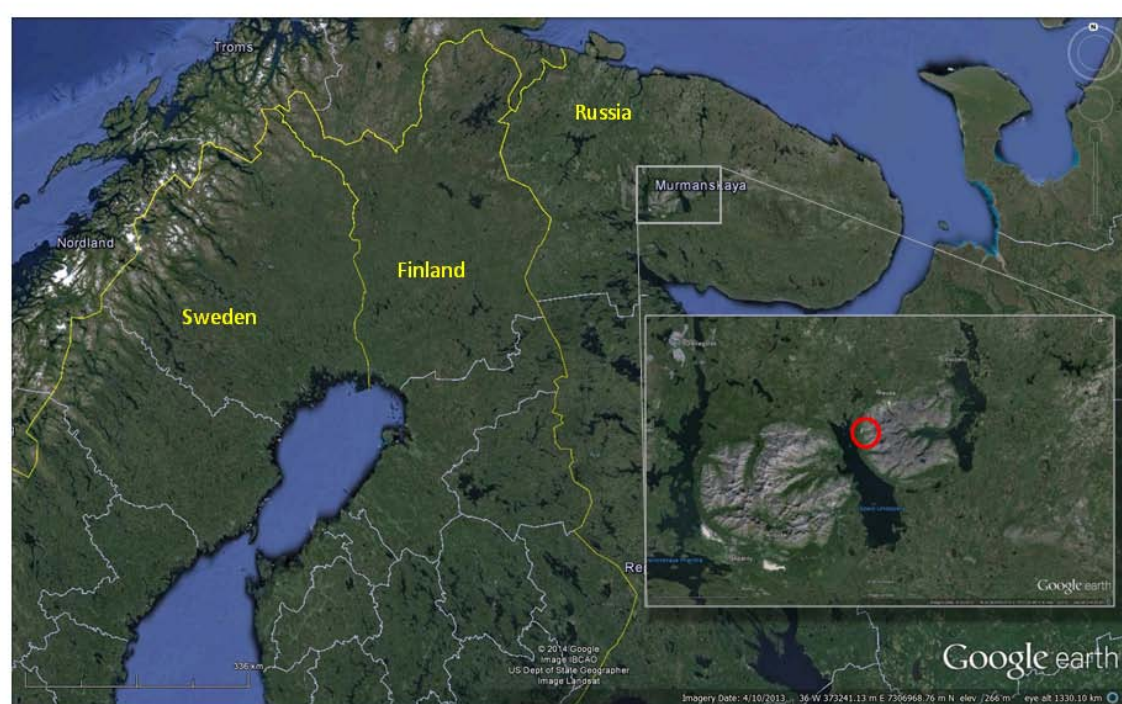 Troms
N
Russia
Murmanskaya
Nordland
Finland
Sweden
Google earth
Re
336 km
© 2014 Google
Image IBCAO
US Dept of State Geographer
Image Landsat
Google earth
Imagery Date: 4/10/2013 36 W 373241.13 m E 7306968.76 m N elev 266 m eye alt 1330.10 km